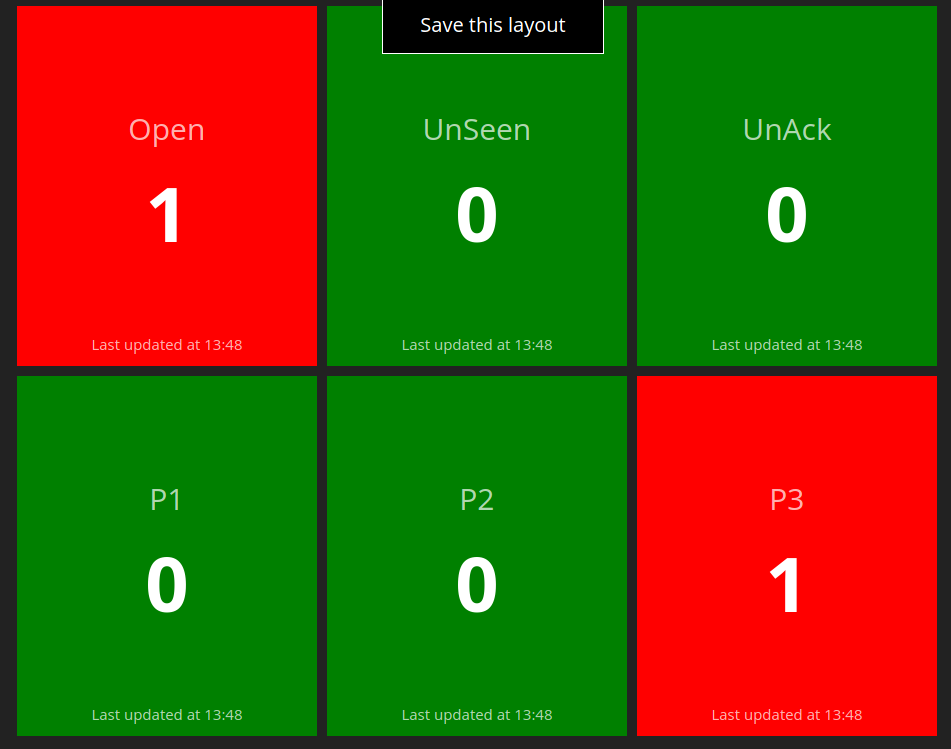 Save this layout
Open
1
Last updated at 13:48
UnSeen
0
Last updated at 13:48
UnAck
0
Last updated at 13:48
P1
0
Last updated at 13:48
P2
0
Last updated at 13:48
P3
1
Last updated at 13:48